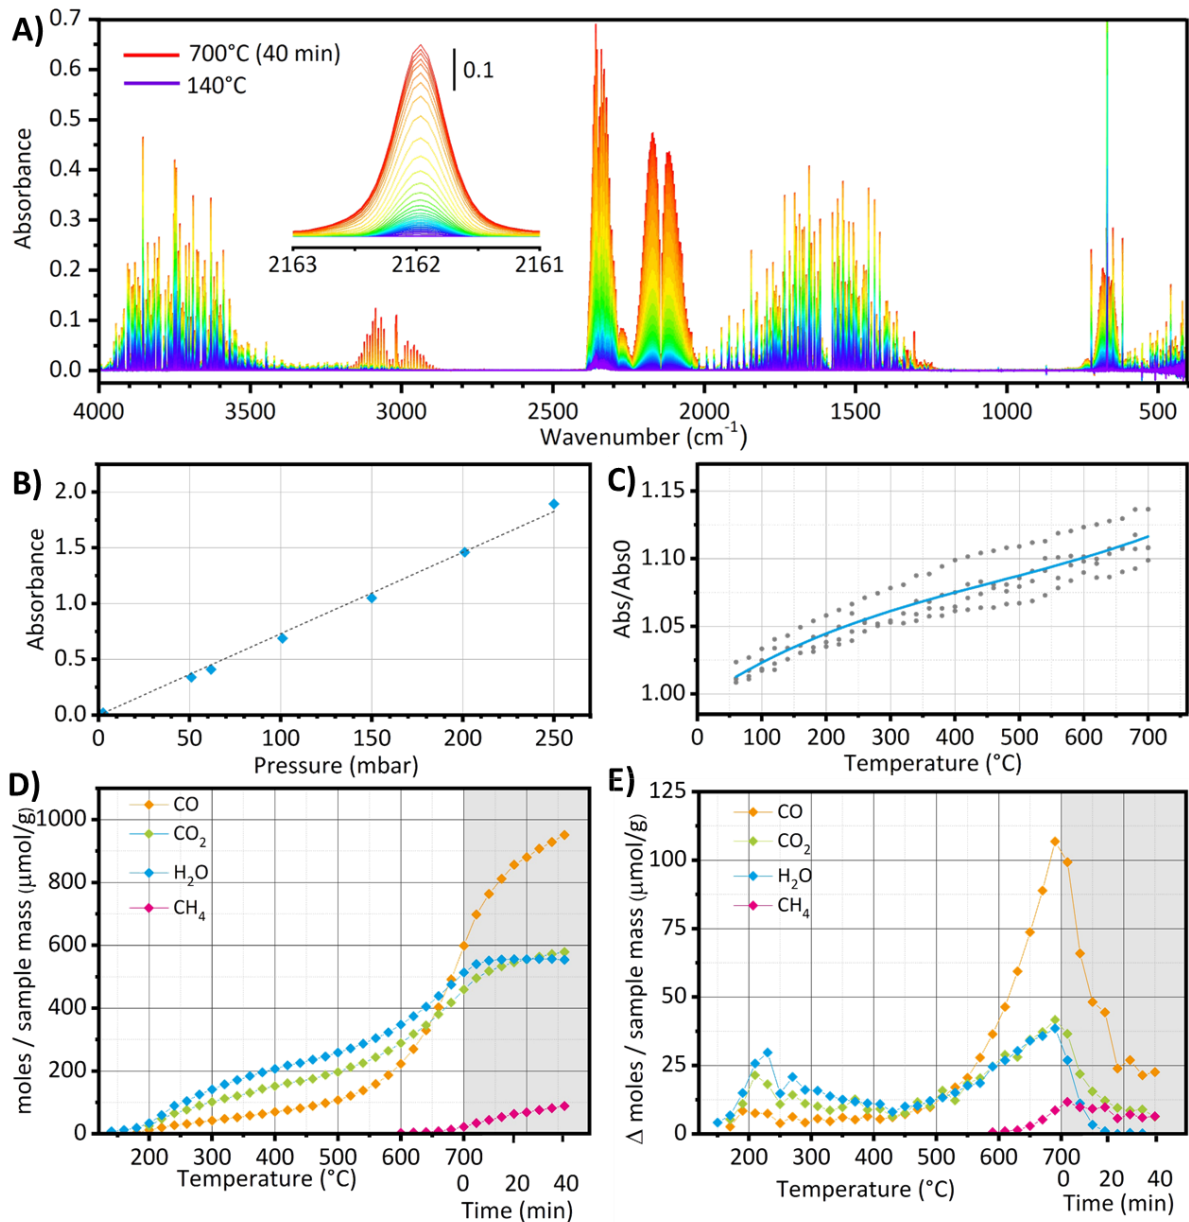 A)
0.7
0.6
0.5
0.4
0.3
0.2
0.1
0.0
Absorbance
700°C (40 min)
140°C
0.1
2163 2162 2161
4000 3500 3000 2500 2000 1500 1000 500
Wavenumber (cm⁻¹)
B)
2.0
1.5
1.0
0.5
0.0
Absorbance
0 50 100 150 200 250
Pressure (mbar)
C)
1.15
1.10
1.05
1.00
Abs/Abs0
0 100 200 300 400 500 600 700
Temperature (°C)
D)
1000
800
600
400
200
0
moles / sample mass (µmol/g)
CO
CO₂
H₂O
CH₄
200 300 400 500 600 700
0 20 40
Temperature (°C)
Time (min)
E)
125
100
75
50
25
0
Δ moles / sample mass (µmol/g)
CO
CO₂
H₂O
CH₄
200 300 400 500 600 700
0 20 40
Temperature (°C)
Time (min)